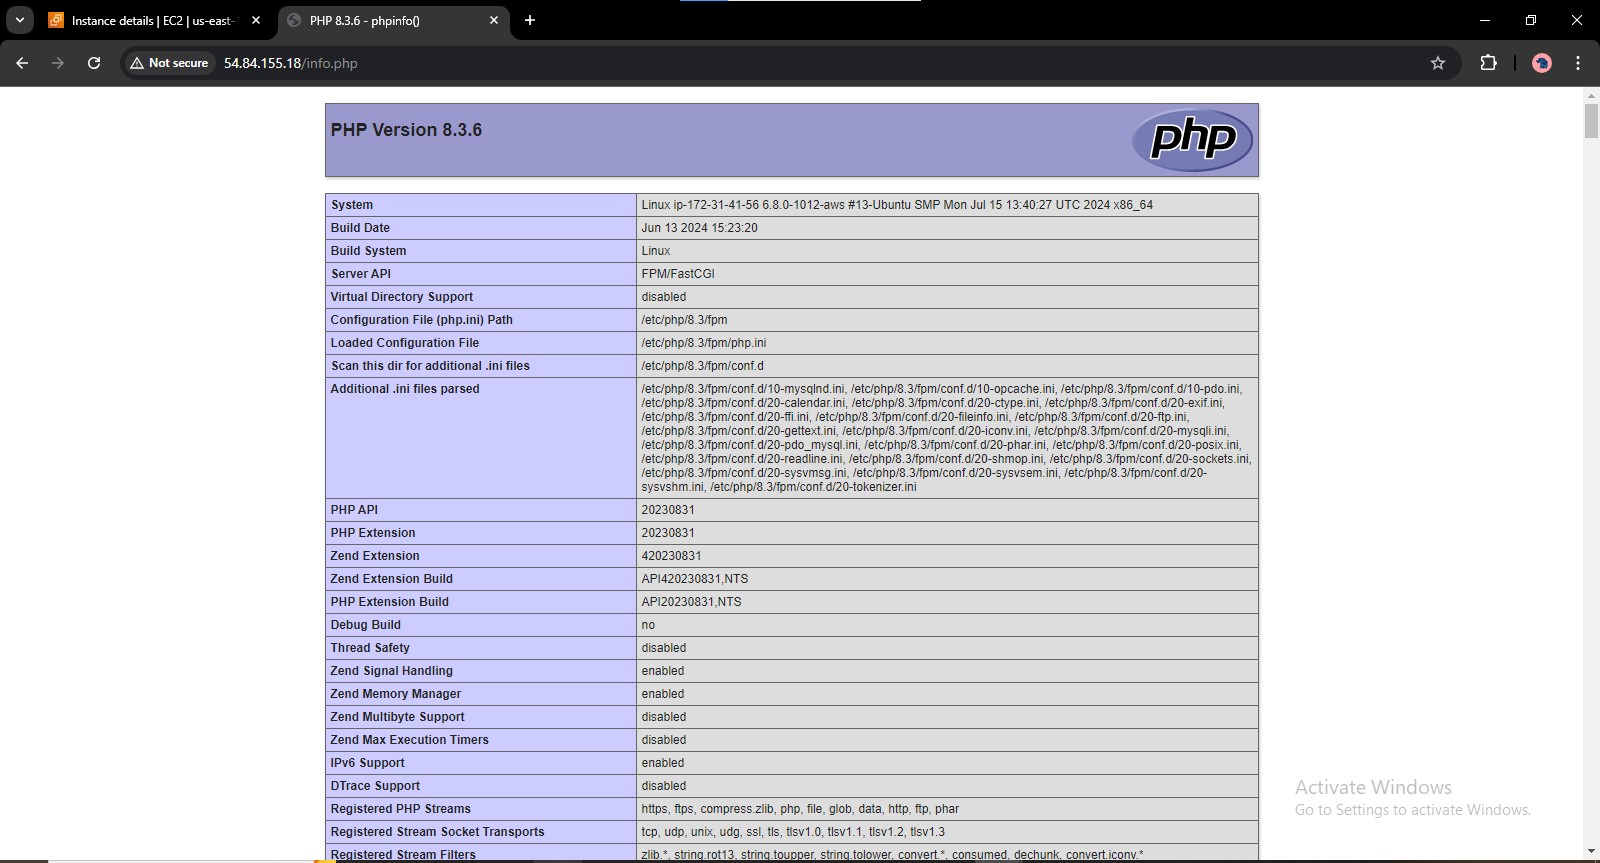 Instance details | EC2 | us-east-
PHP 8.3.6 - phpinfo()
Not secure
54.84.155.18/info.php
PHP Version 8.3.6
php
System Linux ip-172-31-41-56 6.8.0-1012-aws #13-Ubuntu SMP Mon Jul 15 13:40:27 UTC 2024 x86_64
Build Date Jun 13 2024 15:23:20
Build System Linux
Server API FPM/FastCGI
Virtual Directory Support disabled
Configuration File (php.ini) Path /etc/php/8.3/fpm
Loaded Configuration File /etc/php/8.3/fpm/php.ini
Scan this dir for additional .ini files /etc/php/8.3/fpm/conf.d
Additional .ini files parsed /etc/php/8.3/fpm/conf.d/10-mysqlnd.ini, /etc/php/8.3/fpm/conf.d/10-opcache.ini, /etc/php/8.3/fpm/conf.d/10-pdo.ini,
/etc/php/8.3/fpm/conf.d/20-calendar.ini, /etc/php/8.3/fpm/conf.d/20-ctype.ini, /etc/php/8.3/fpm/conf.d/20-exif.ini,
/etc/php/8.3/fpm/conf.d/20-ffi.ini, /etc/php/8.3/fpm/conf.d/20-fileinfo.ini, /etc/php/8.3/fpm/conf.d/20-ftp.ini,
/etc/php/8.3/fpm/conf.d/20-gettext.ini, /etc/php/8.3/fpm/conf.d/20-iconv.ini, /etc/php/8.3/fpm/conf.d/20-mysqli.ini,
/etc/php/8.3/fpm/conf.d/20-pdo_mysql.ini, /etc/php/8.3/fpm/conf.d/20-phar.ini, /etc/php/8.3/fpm/conf.d/20-posix.ini,
/etc/php/8.3/fpm/conf.d/20-readline.ini, /etc/php/8.3/fpm/conf.d/20-shmop.ini, /etc/php/8.3/fpm/conf.d/20-sockets.ini,
/etc/php/8.3/fpm/conf.d/20-sysvmsg.ini, /etc/php/8.3/fpm/conf.d/20-sysvsem.ini, /etc/php/8.3/fpm/conf.d/20-
sysvshm.ini, /etc/php/8.3/fpm/conf.d/20-tokenizer.ini
PHP API 20230831
PHP Extension 20230831
Zend Extension 420230831
Zend Extension Build API420230831,NTS
PHP Extension Build API20230831,NTS
Debug Build no
Thread Safety disabled
Zend Signal Handling enabled
Zend Memory Manager enabled
Zend Multibyte Support disabled
Zend Max Execution Timers disabled
IPv6 Support enabled
DTrace Support disabled
Registered PHP Streams https, ftps, compress.zlib, php, file, glob, data, http, ftp, phar
Registered Stream Socket Transports tcp, udp, unix, udg, ssl, tls, tlsv1.0, tlsv1.1, tlsv1.2, tlsv1.3
Registered Stream Filters zlib.*, string.rot13, string.toupper, string.tolower, convert.*, consumed, dechunk, convert.iconv.*
Activate Windows
Go to Settings to activate Windows.